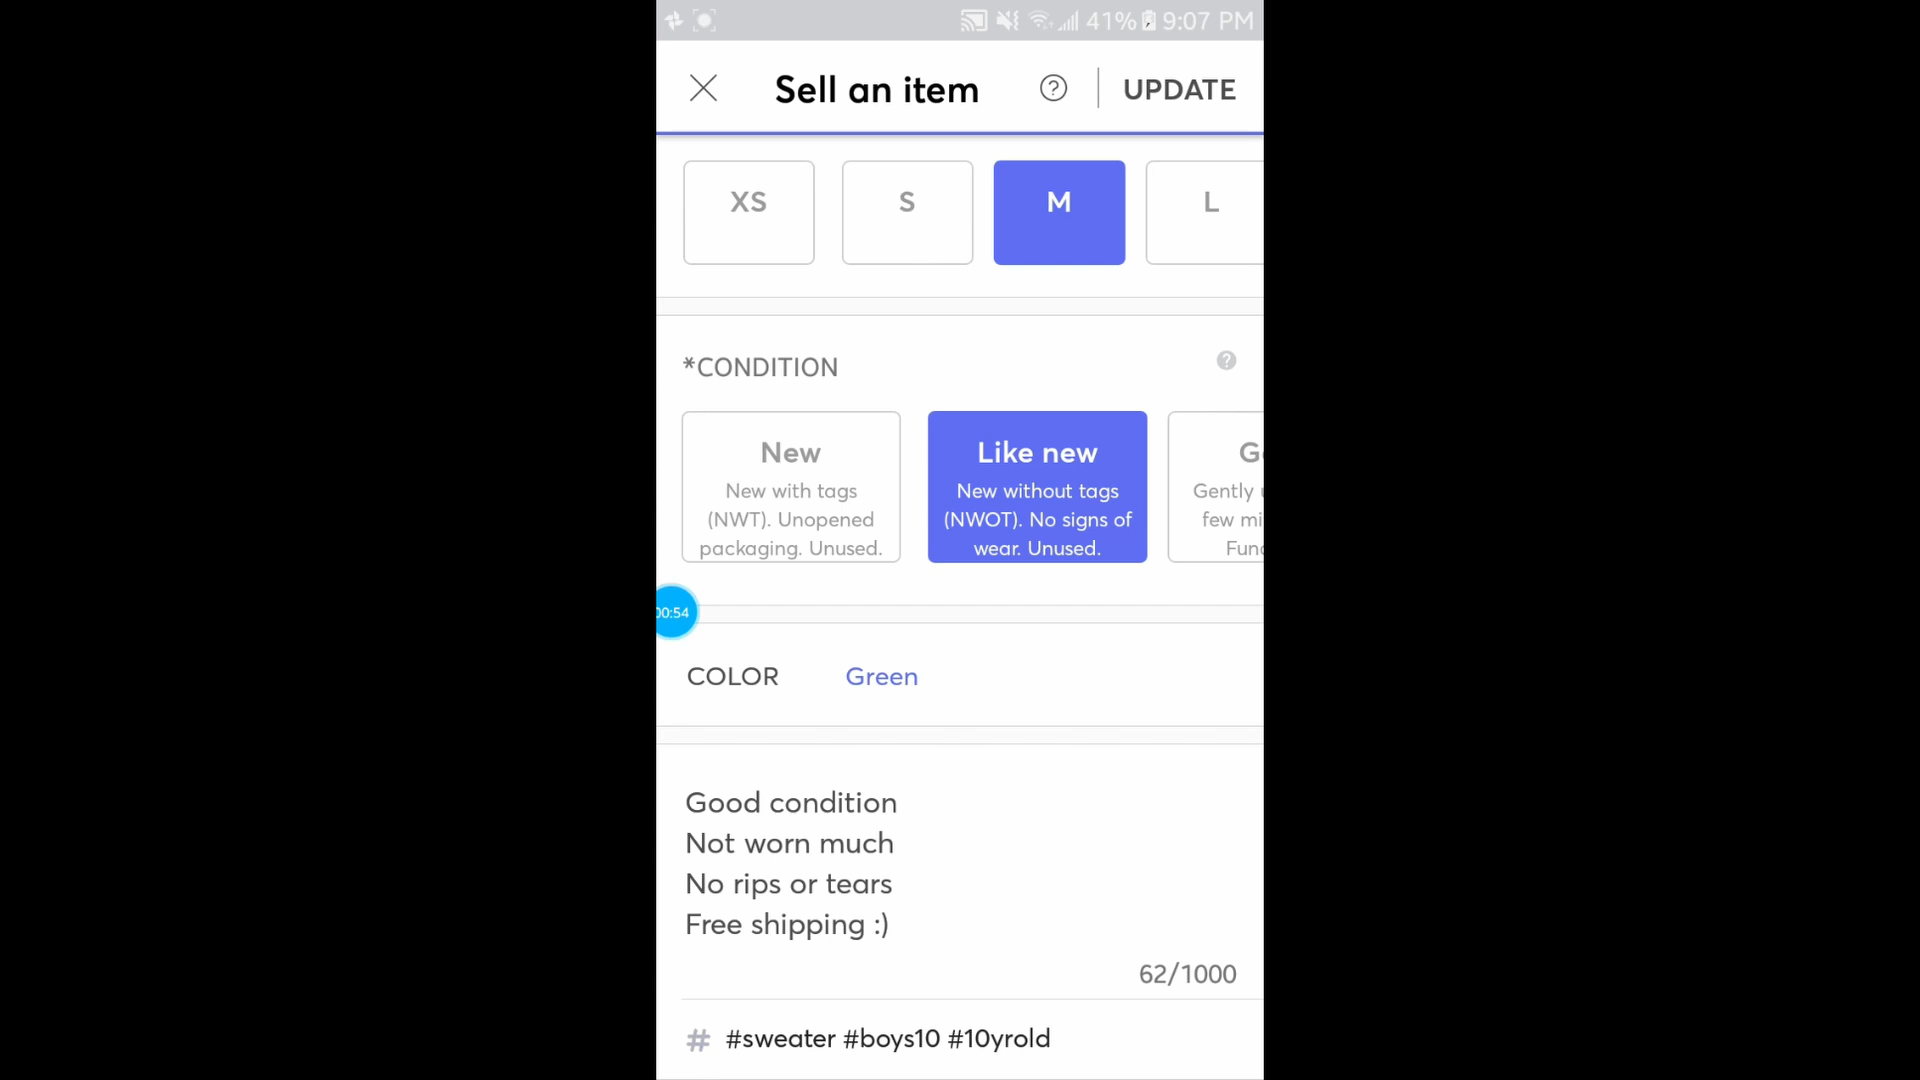 41% 9:07 PM
Sell an item
UPDATE
XS S M L
*CONDITION
New
New with tags
(NWT). Unopened
packaging. Unused.
Like new
New without tags
(NWOT). No signs of
wear. Unused.
Gently
few
00:54
COLOR Green
Good condition
Not worn much
No rips or tears
Free shipping :)
62/1000
# #sweater #boys10 #10yrold